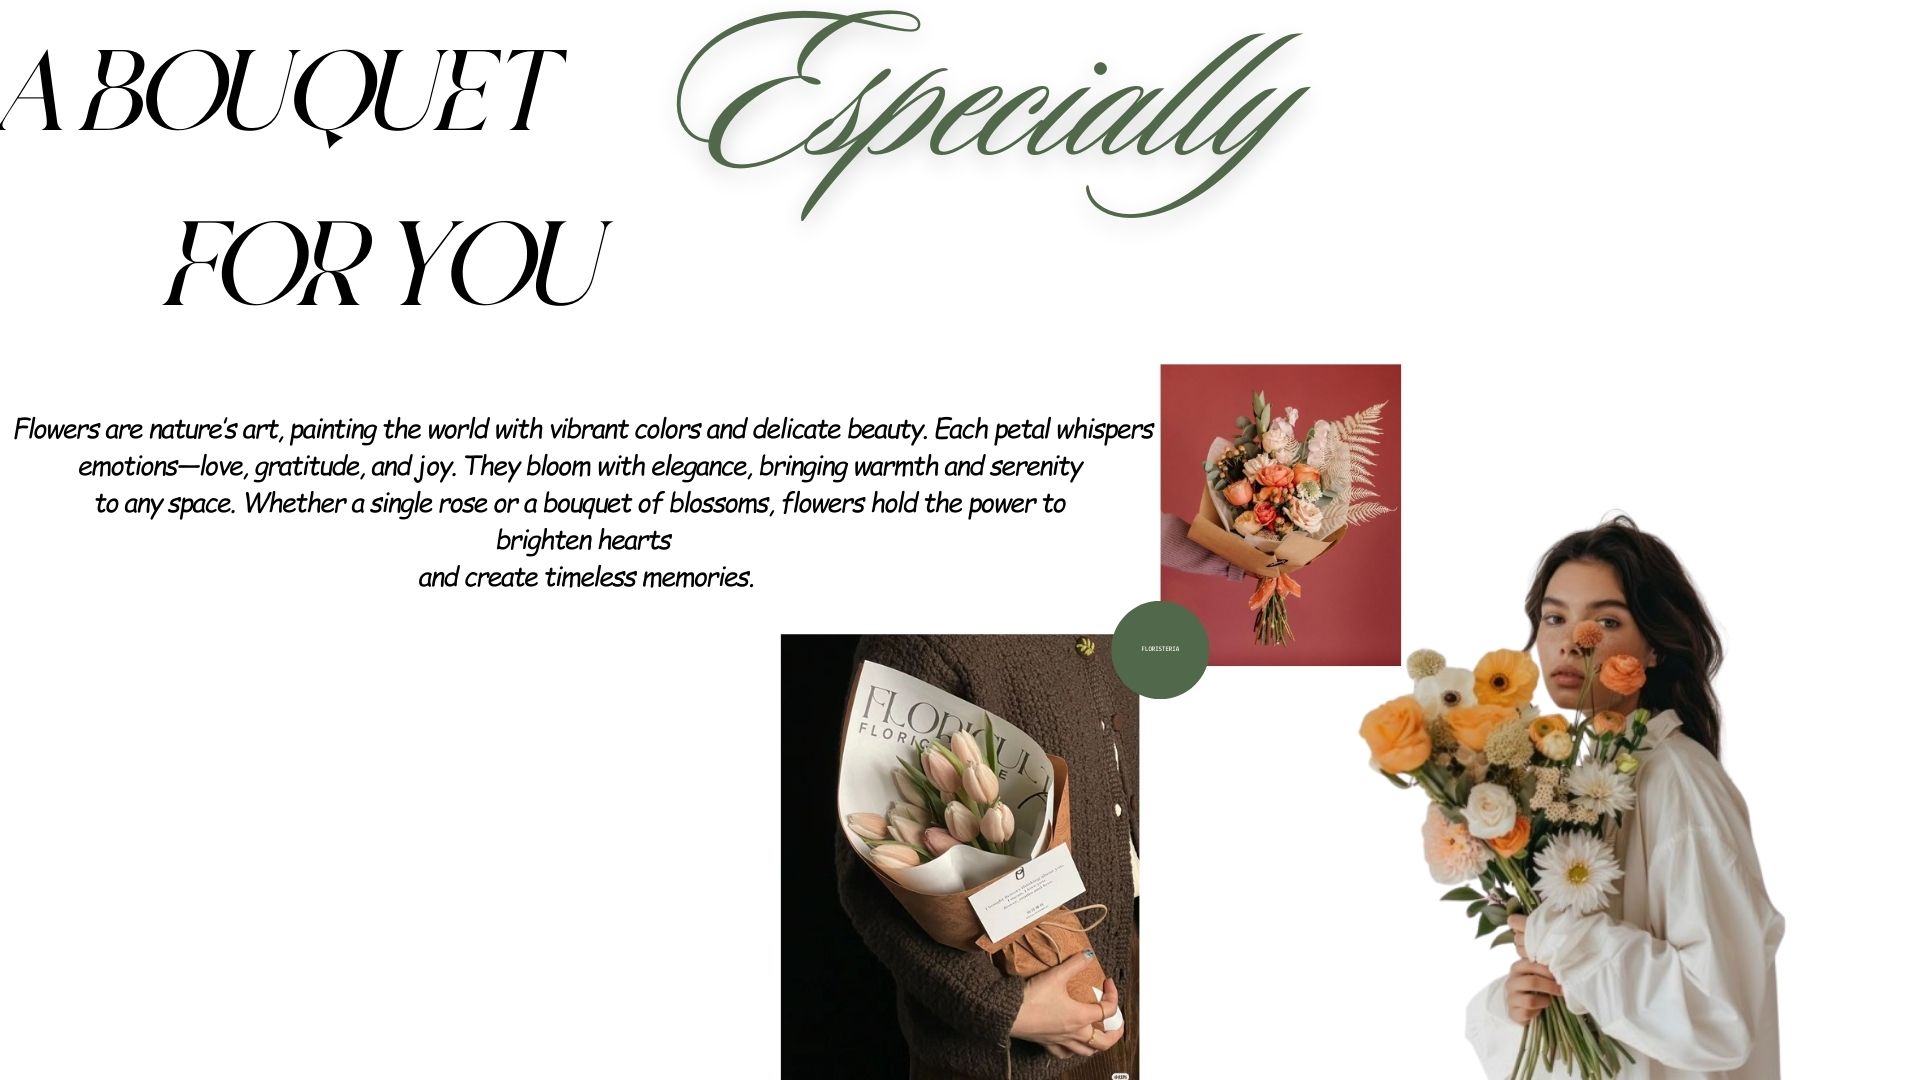 A BOUQUET
Especially
FOR YOU
Flowers are nature's art, painting the world with vibrant colors and delicate beauty. Each petal whispers
emotions—love, gratitude, and joy. They bloom with elegance, bringing warmth and serenity
to any space. Whether a single rose or a bouquet of blossoms, flowers hold the power to
brighten hearts
and create timeless memories.
FLORISTERIA
FLORICUL
FLORIC
E